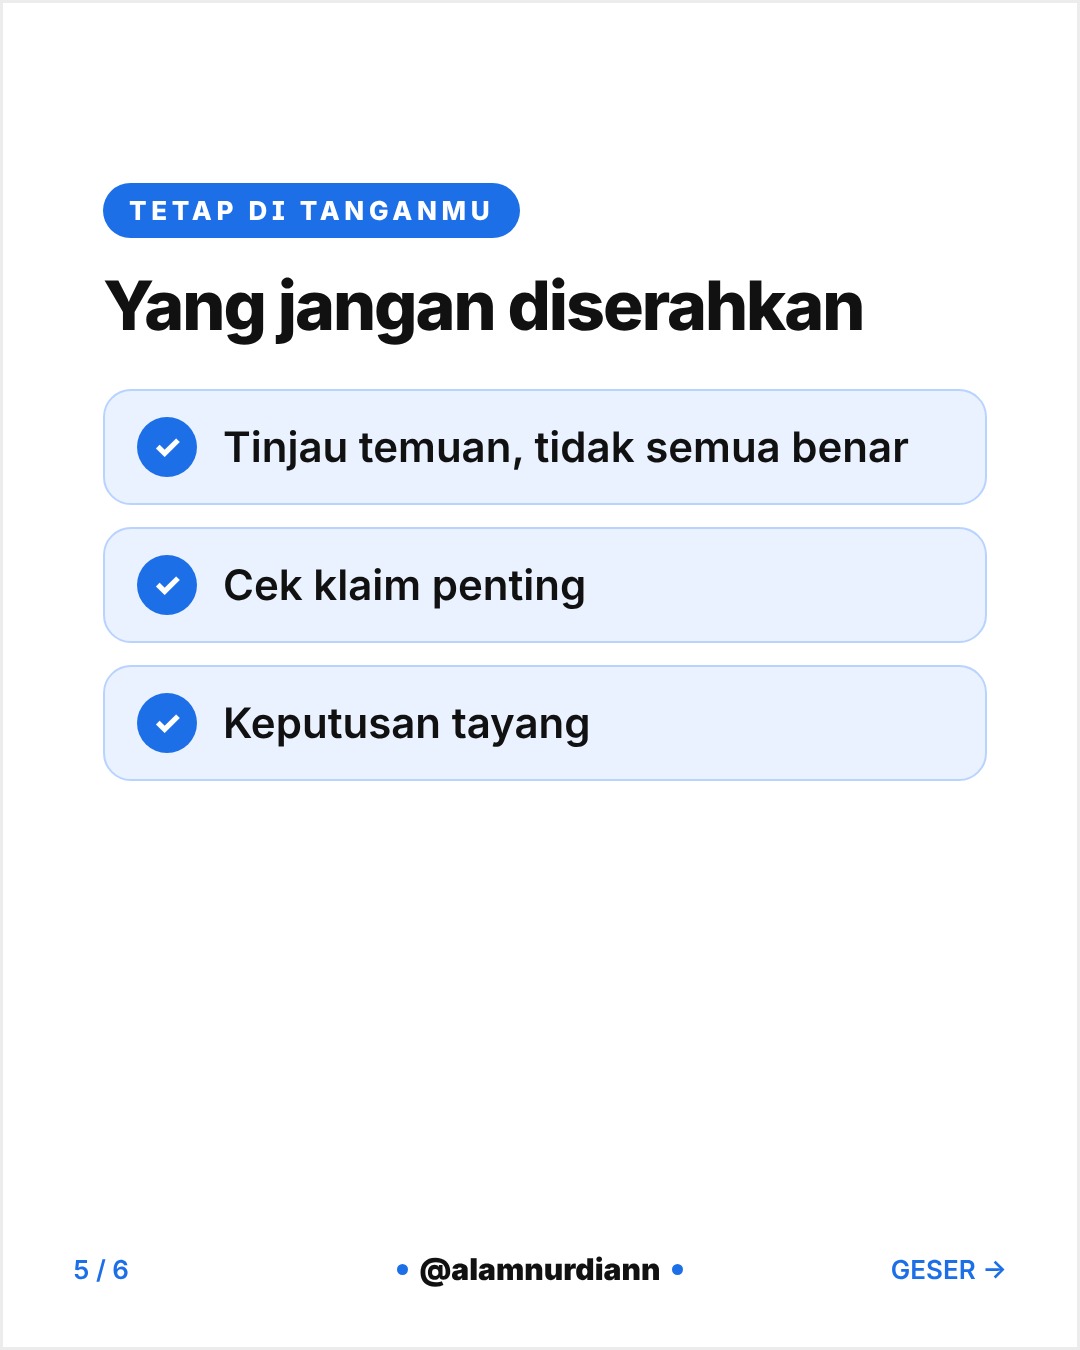 TETAP DI TANGANMU
Yang jangan diserahkan
Tinjau temuan, tidak semua benar
Cek klaim penting
Keputusan tayang
5 / 6
• @alamnurdiann •
GESER →